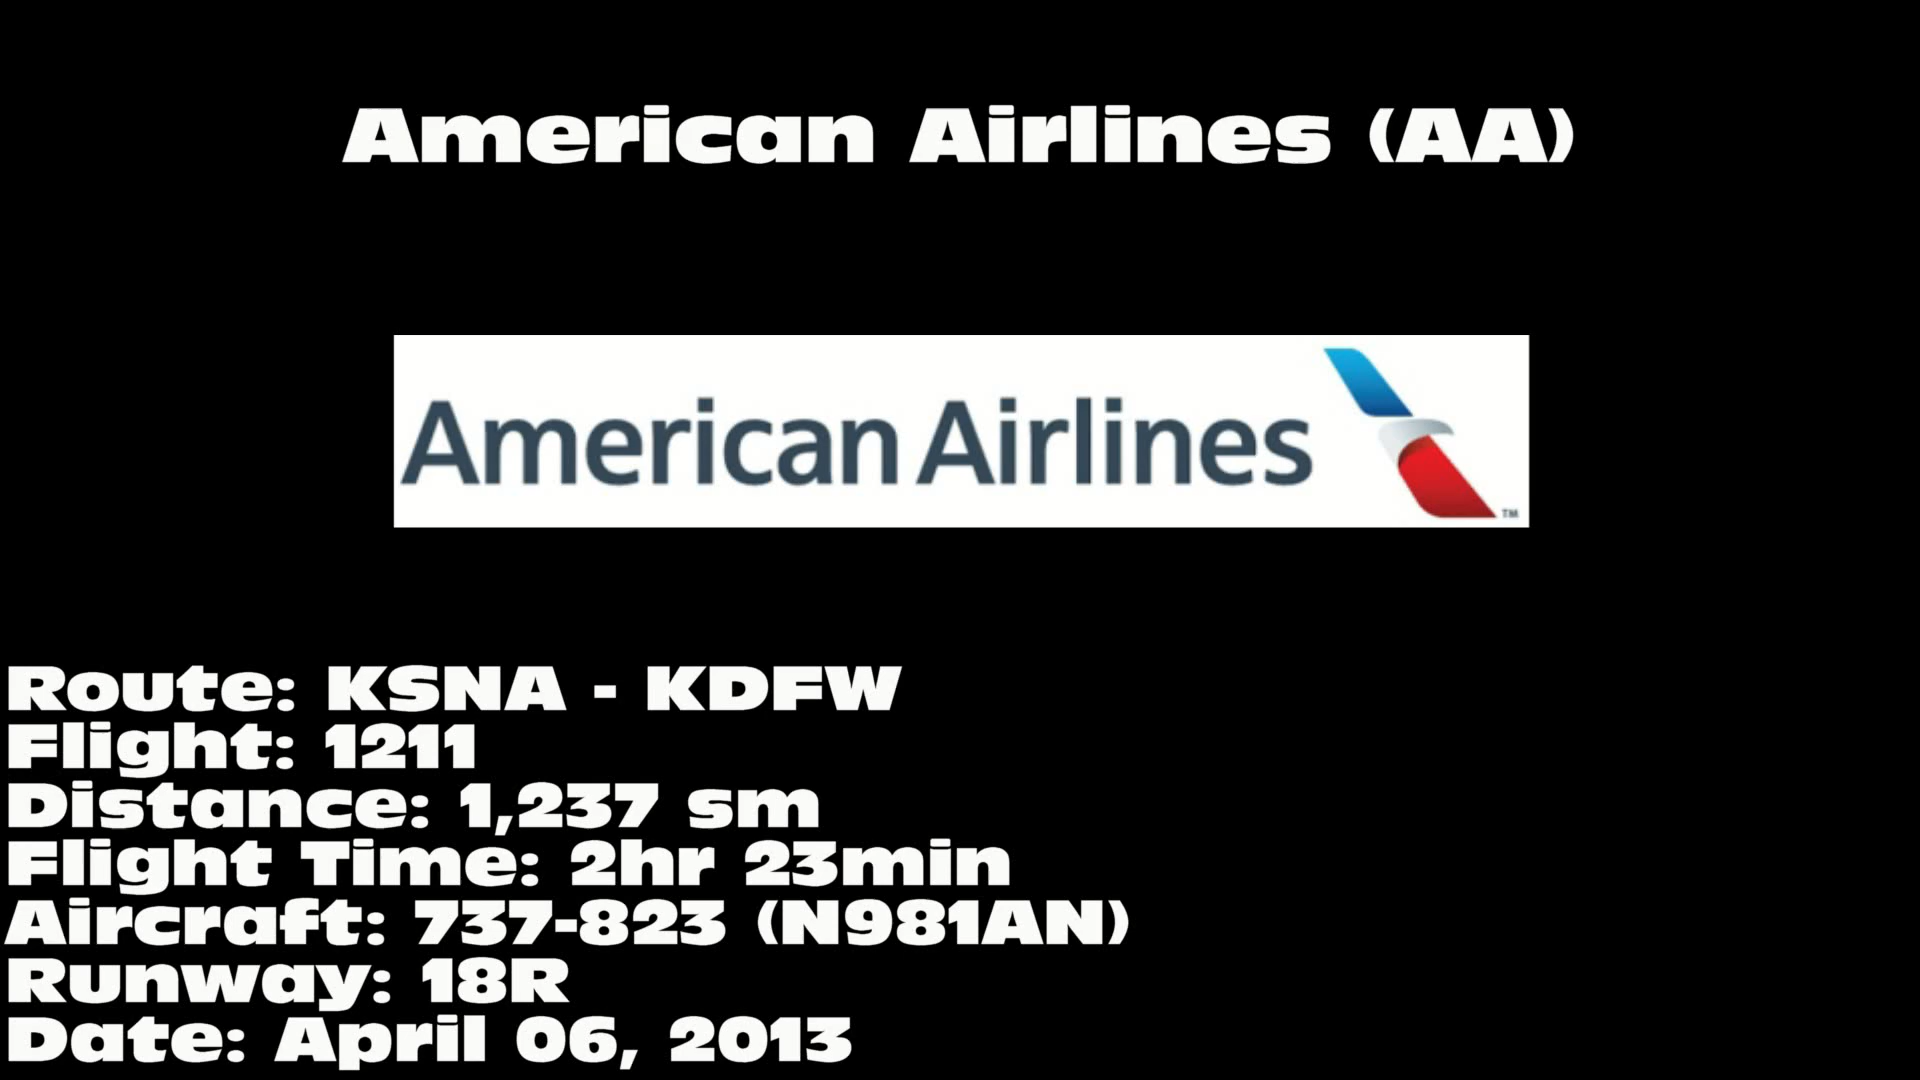 American Airlines (AA)
American Airlines
TM
Route: KSNA - KDFW
Flight: 1211
Distance: 1,237 sm
Flight Time: 2hr 23min
Aircraft: 737-823 (N981AN)
Runway: 18R
Date: April 06, 2013